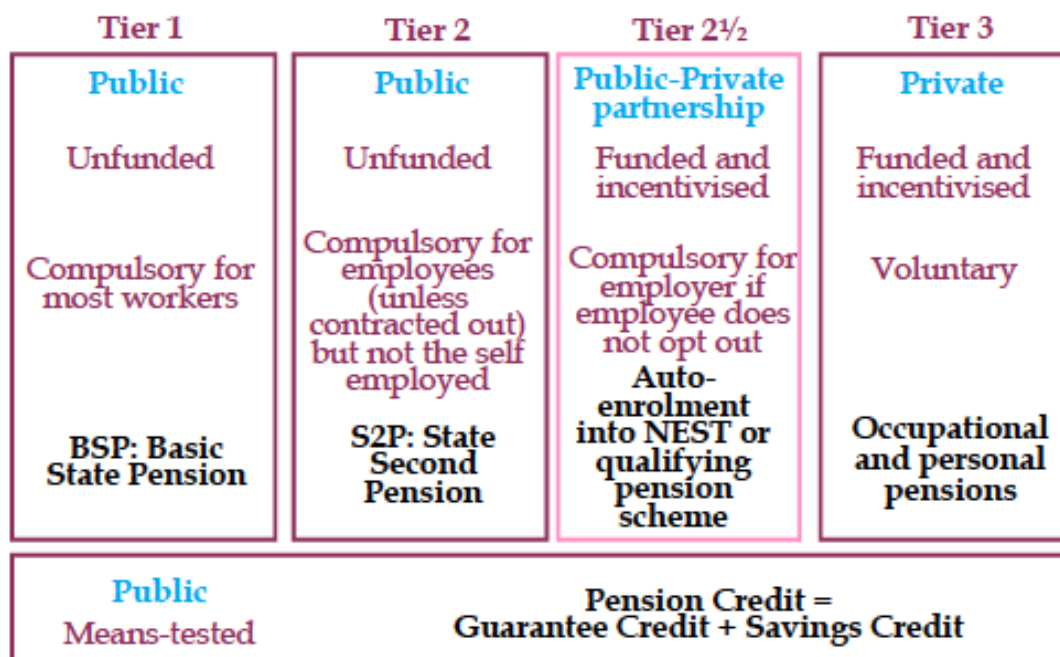 Tier 1
Public
Unfunded
Compulsory for
most workers
BSP: Basic
State Pension
Tier 2
Public
Unfunded
Compulsory for
employees
(unless
contracted out)
but not the self
employed
S2P: State
Second
Pension
Tier 2½
Public-Private
partnership
Funded and
incentivised
Compulsory for
employer if
employee does
not opt out
Auto-
enrolment
into NEST or
qualifying
pension
scheme
Tier 3
Private
Funded and
incentivised
Voluntary
Occupational
and personal
pensions
Public
Means-tested
Pension Credit =
Guarantee Credit + Savings Credit